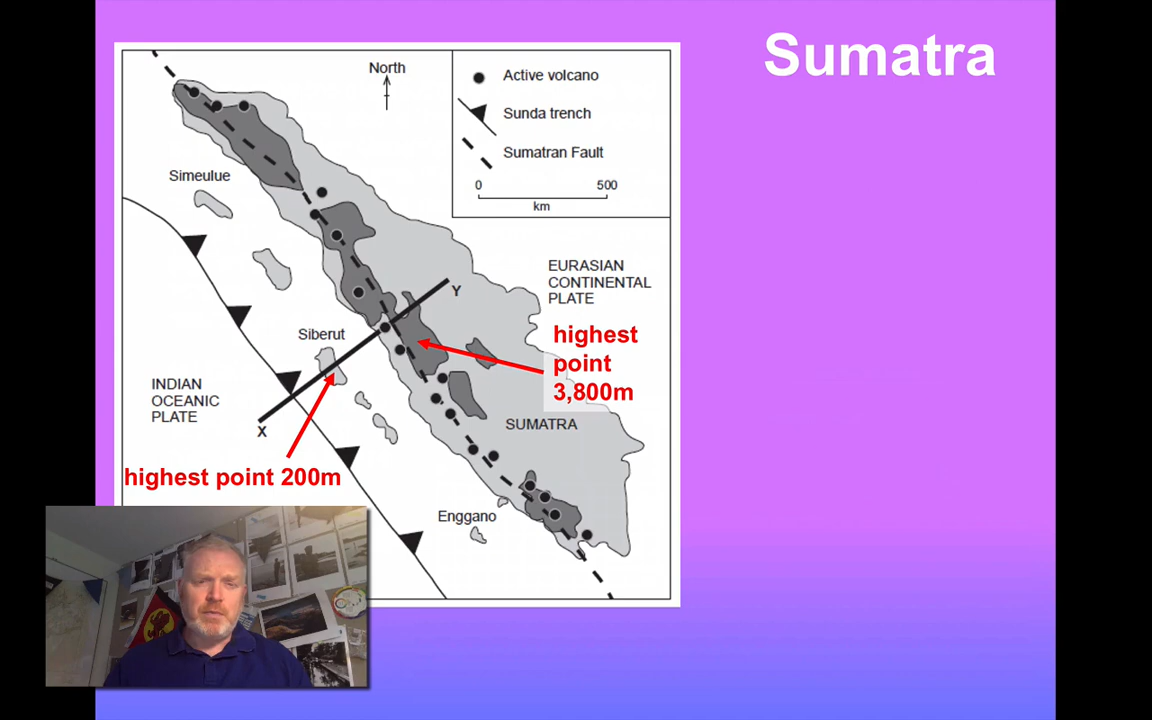 Sumatra
North
Active volcano
Sunda trench
Sumatran Fault
0 500
km
Simeulue
EURASIAN
CONTINENTAL
PLATE
Y
highest
point
3,800m
Siberut
INDIAN
OCEANIC
PLATE
X
SUMATRA
highest point 200m
Enggano